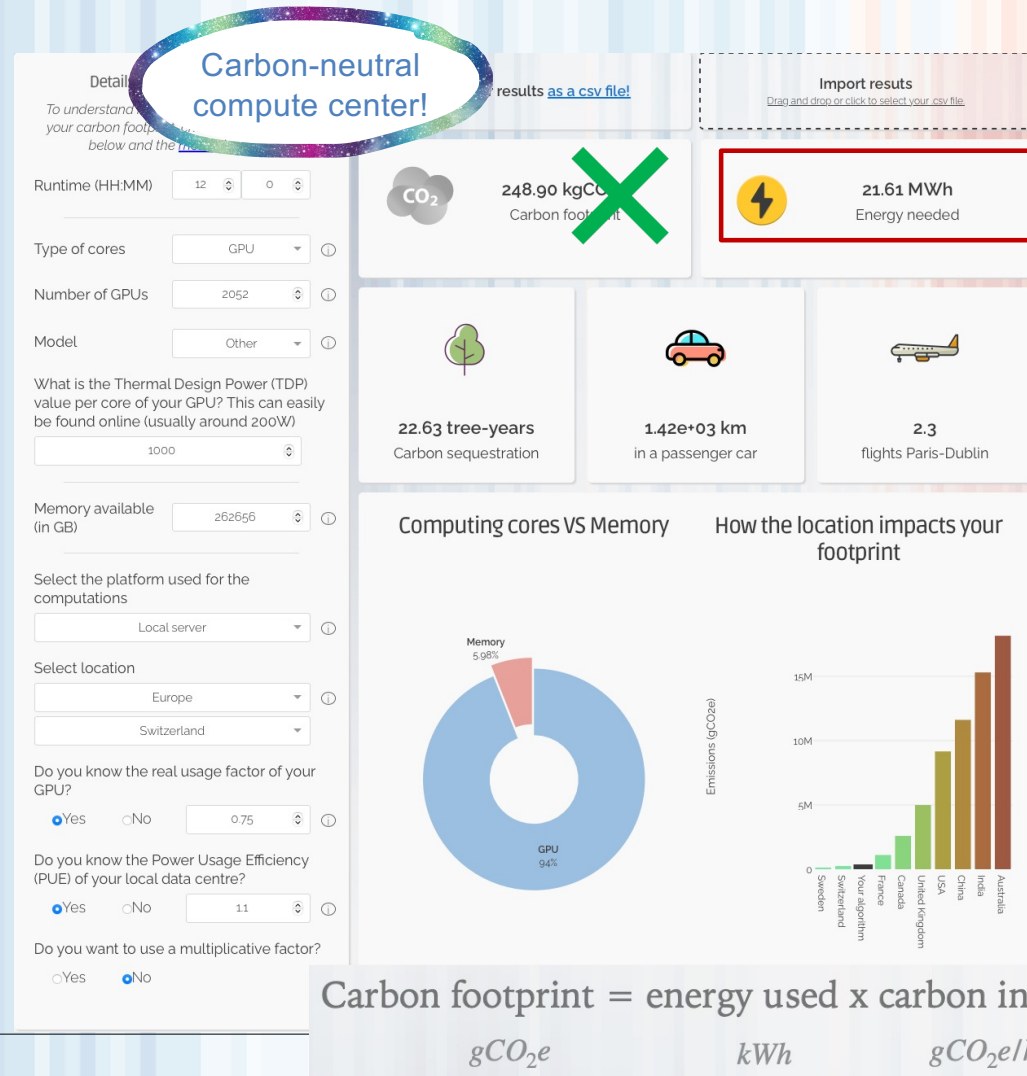 Carbon-neutral
compute center!
Details
To understand
your carbon footp
below and the
results as a csv file!
Import resuts
Drag and drop or click to select your .csv file.
Runtime (HH:MM)
12
0
Type of cores
GPU
Number of GPUs
2052
Model
Other
What is the Thermal Design Power (TDP)
value per core of your GPU? This can easily
be found online (usually around 200W)
1000
Memory available
(in GB)
262656
Select the platform used for the
computations
Local server
Select location
Europe
Switzerland
Do you know the real usage factor of your
GPU?
Yes
No
0.75
Do you know the Power Usage Efficiency
(PUE) of your local data centre?
Yes
No
1.1
Do you want to use a multiplicative factor?
Yes
No
CO2
248.90 kgCO
Carbon foot
nt
21.61 MWh
Energy needed
22.63 tree-years
Carbon sequestration
1.42e+03 km
in a passenger car
2.3
flights Paris-Dublin
Computing cores VS Memory
Memory
5.98%
GPU
94%
How the location impacts your
footprint
Emissions (gCO2e)
15M
10M
5M
0
Sweden
Switzerland
Your algorithm
France
Canada
United Kingdom
USA
China
India
Australia
Carbon footprint = energy used x carbon in
gCO₂e
kWh
gCO₂e/